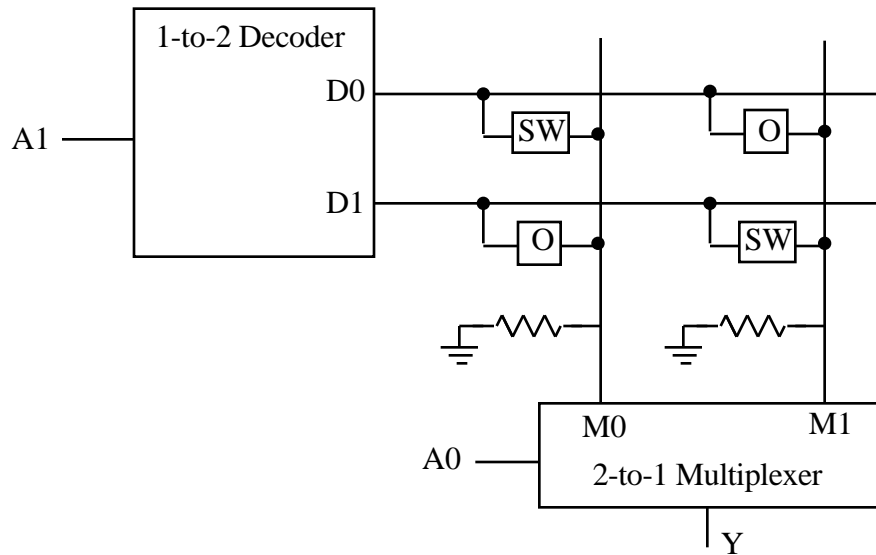 1-to-2 Decoder
D0
A1
SW
O
D1
O
SW
M0
M1
A0
2-to-1 Multiplexer
Y